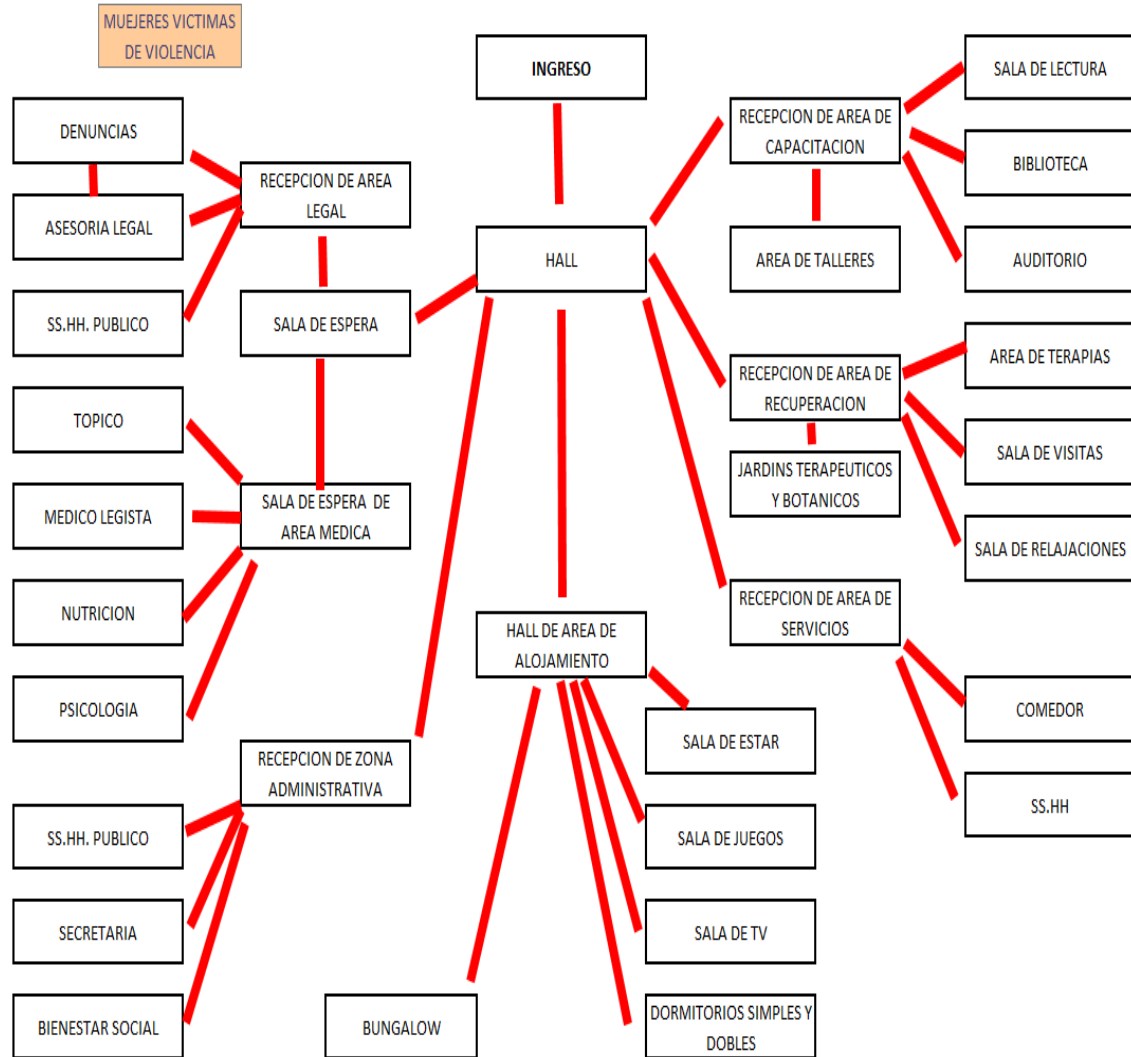 MUEJERES VICTIMAS
DE VIOLENCIA
INGRESO
SALA DE LECTURA
DENUNCIAS
RECEPCION DE AREA DE
CAPACITACION
BIBLIOTECA
RECEPCION DE AREA
LEGAL
ASESORIA LEGAL
HALL
AREA DE TALLERES
AUDITORIO
SS.HH. PUBLICO
SALA DE ESPERA
AREA DE TERAPIAS
RECEPCION DE AREA DE
RECUPERACION
TOPICO
SALA DE VISITAS
JARDINS TERAPEUTICOS
Y BOTANICOS
MEDICO LEGISTA
SALA DE ESPERA DE
AREA MEDICA
SALA DE RELAJACIONES
NUTRICION
RECEPCION DE AREA DE
SERVICIOS
HALL DE AREA DE
ALOJAMIENTO
PSICOLOGIA
COMEDOR
SALA DE ESTAR
RECEPCION DE ZONA
ADMINISTRATIVA
SS.HH
SS.HH. PUBLICO
SALA DE JUEGOS
SECRETARIA
SALA DE TV
BIENESTAR SOCIAL
BUNGALOW
DORMITORIOS SIMPLES Y
DOBLES